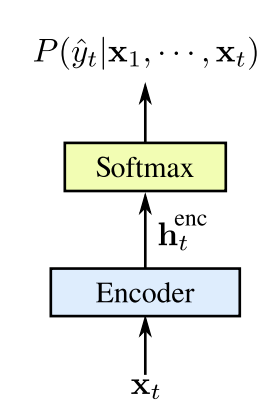 P(ŷ_t|x_1, ⋯, x_t)
Softmax
h_t^enc
Encoder
x_t